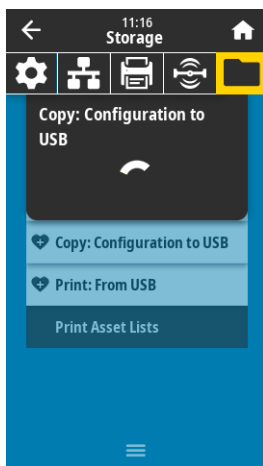 11:16
Storage
Copy: Configuration to
USB
Copy: Configuration to USB
Print: From USB
Print Asset Lists